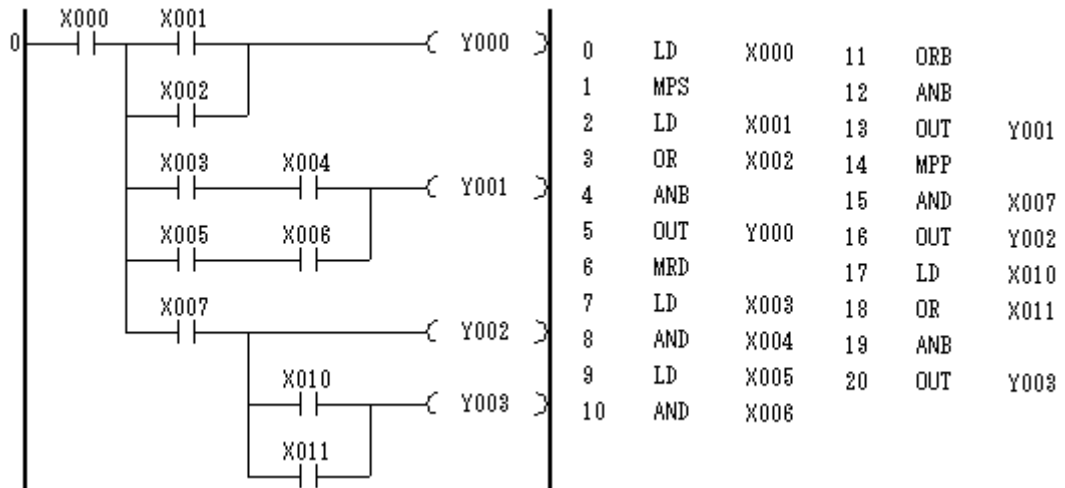 X000 X001
0 Y000
X002
X003 X004
Y001
X005 X006
X007
Y002
X010
Y003
X011
0 LD X000
1 MPS
2 LD X001
3 OR X002
4 ANB
5 OUT Y000
6 MRD
7 LD X003
8 AND X004
9 LD X005
10 AND X006
11 ORB
12 ANB
13 OUT Y001
14 MPP
15 AND X007
16 OUT Y002
17 LD X010
18 OR X011
19 ANB
20 OUT Y003